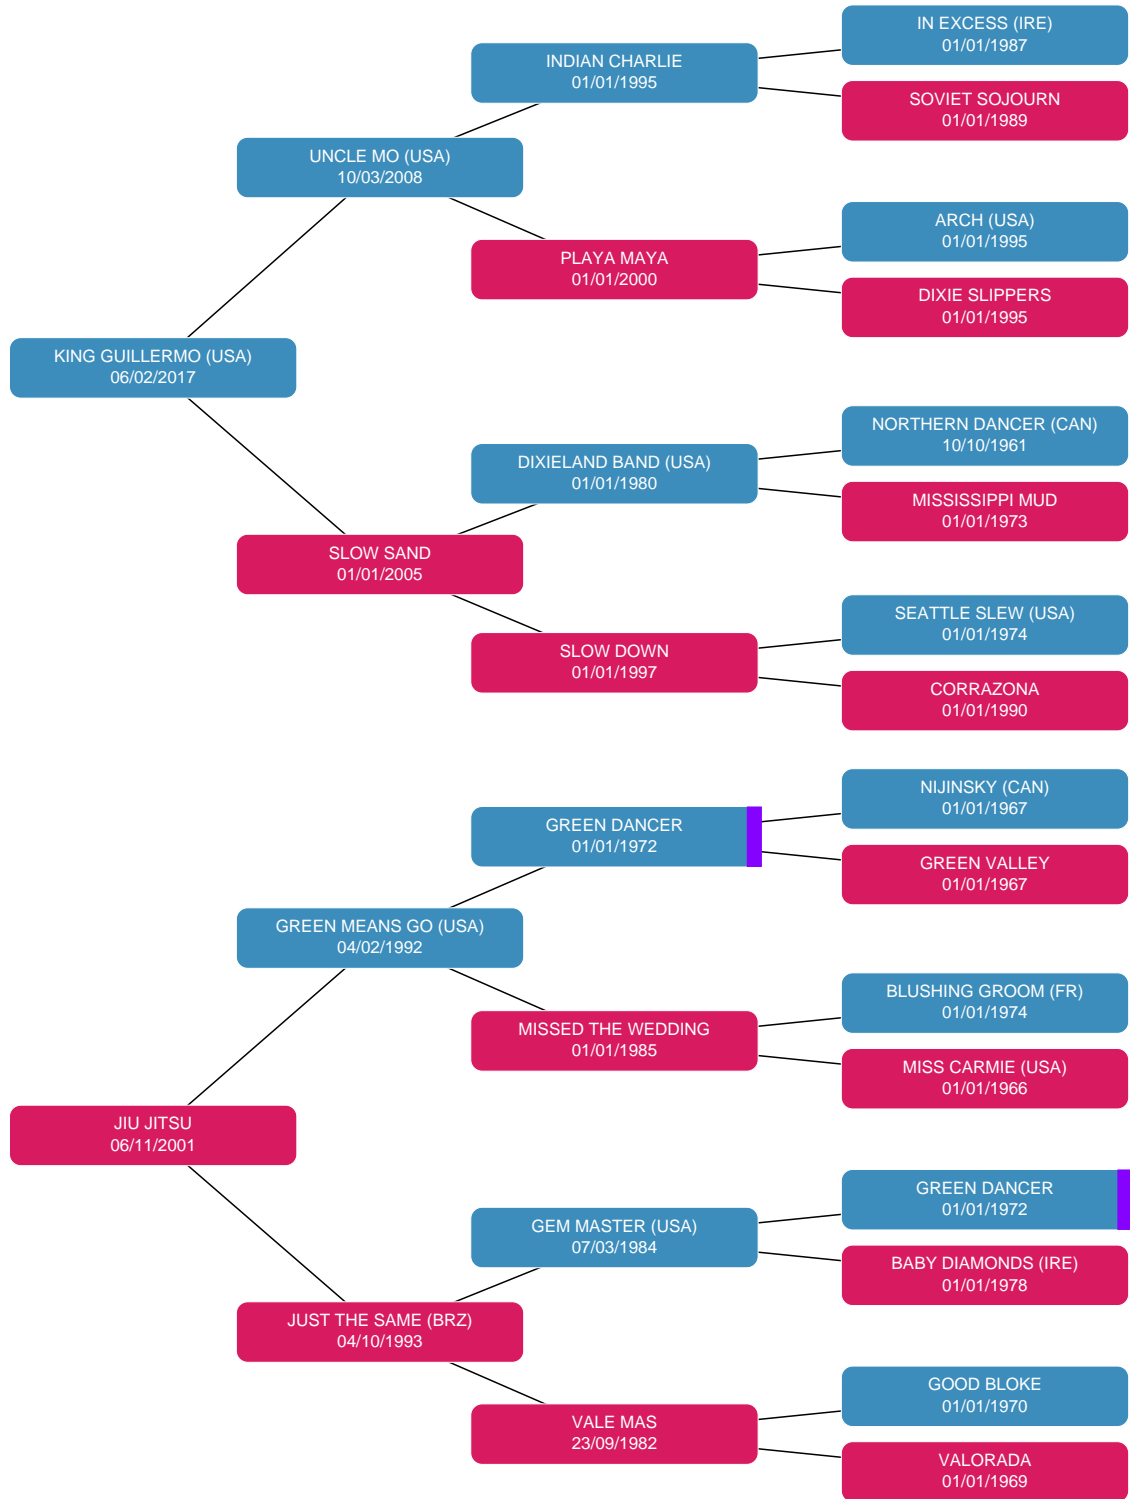 IN EXCESS (IRE)
01/01/1987
INDIAN CHARLIE
01/01/1995
SOVIET SOJOURN
01/01/1989
UNCLE MO (USA)
10/03/2008
ARCH (USA)
01/01/1995
PLAYA MAYA
01/01/2000
DIXIE SLIPPERS
01/01/1995
KING GUILLERMO (USA)
06/02/2017
NORTHERN DANCER (CAN)
10/10/1961
DIXIELAND BAND (USA)
01/01/1980
MISSISSIPPI MUD
01/01/1973
SLOW SAND
01/01/2005
SEATTLE SLEW (USA)
01/01/1974
SLOW DOWN
01/01/1997
CORRAZONA
01/01/1990
NIJINSKY (CAN)
01/01/1967
GREEN DANCER
01/01/1972
GREEN VALLEY
01/01/1967
GREEN MEANS GO (USA)
04/02/1992
BLUSHING GROOM (FR)
01/01/1974
MISSED THE WEDDING
01/01/1985
MISS CARMIE (USA)
01/01/1966
JIU JITSU
06/11/2001
GREEN DANCER
01/01/1972
GEM MASTER (USA)
07/03/1984
BABY DIAMONDS (IRE)
01/01/1978
JUST THE SAME (BRZ)
04/10/1993
GOOD BLOKE
01/01/1970
VALE MAS
23/09/1982
VALORADA
01/01/1969